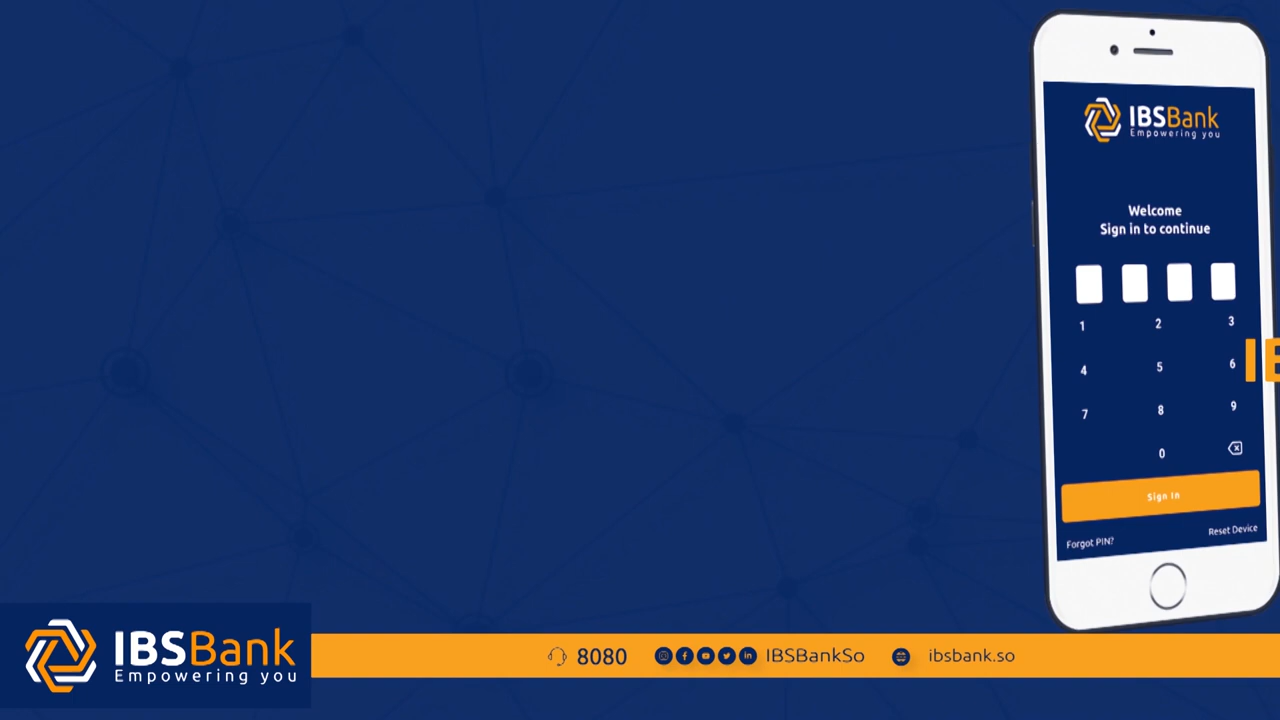 IBSBank
Empowering you
Welcome
Sign in to continue
1 2 3
4 5 6
7 8 9
0
Sign In
Forgot PIN? Reset Device
IBSBank
Empowering you
8080 IBSBankSo ibsbank.so